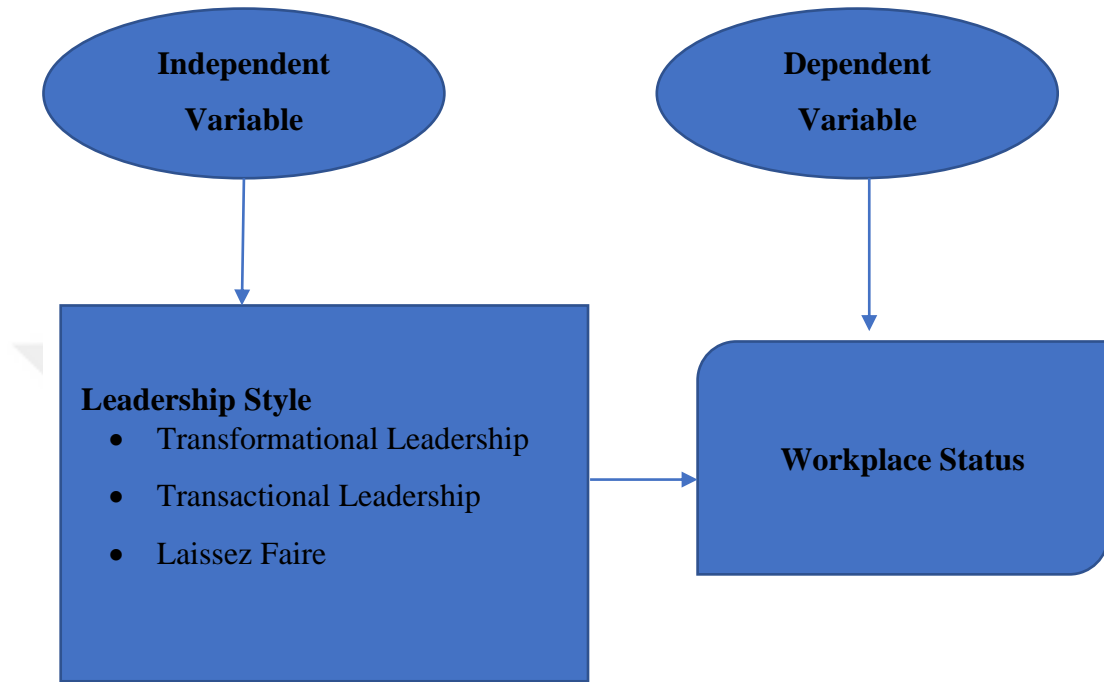 Independent
Variable
Dependent
Variable
Leadership Style
• Transformational Leadership
• Transactional Leadership
• Laissez Faire
Workplace Status